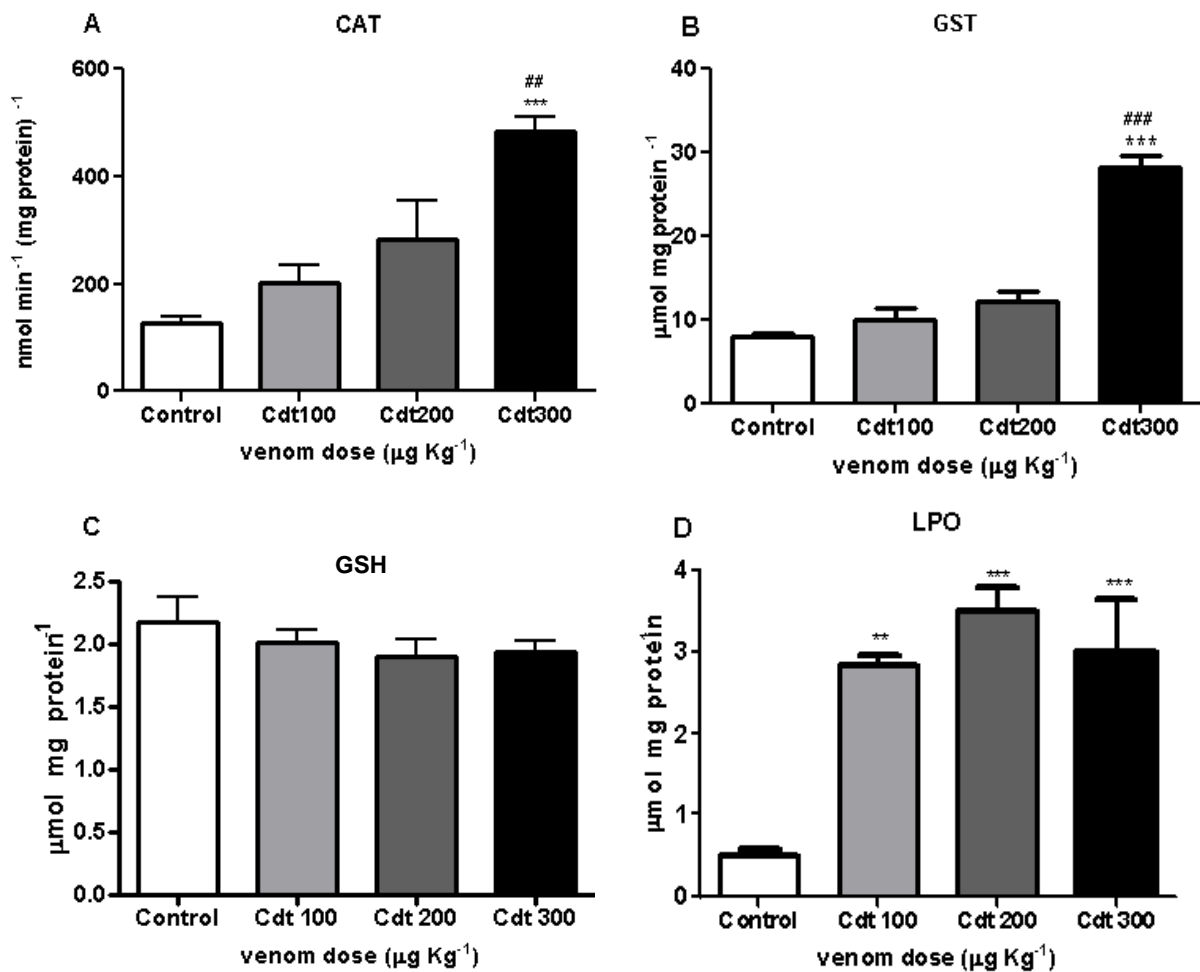 A
CAT
600
400
200
0
nmol min⁻¹ (mg protein) ⁻¹
##
***
Control Cdt100 Cdt200 Cdt300
venom dose (µg Kg⁻¹)
B
GST
40
30
20
10
0
µmol mg protein ⁻¹
###
***
Control Cdt100 Cdt200 Cdt300
venom dose (µg Kg⁻¹)
C
GSH
2.5
2.0
1.5
1.0
0.5
0.0
µmol mg protein⁻¹
Control Cdt 100 Cdt 200 Cdt 300
venom dose (µg Kg⁻¹)
D
LPO
4
3
2
1
0
µmol mg protein
**
***
***
Control Cdt 100 Cdt 200 Cdt 300
venom dose (µg Kg⁻¹)